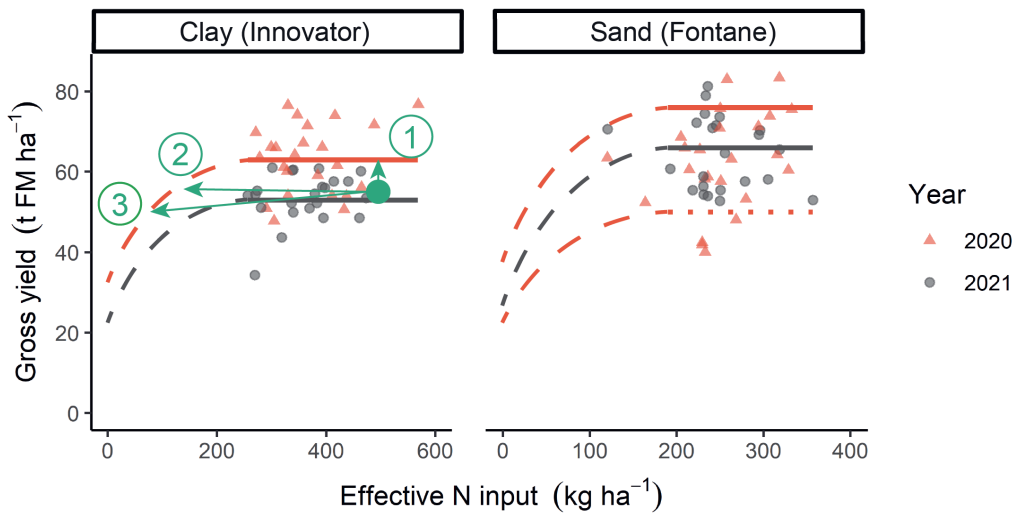 Clay (Innovator)
Sand (Fontane)
Gross yield (t FM ha⁻¹)
80
60
40
20
0
1
2
3
0 200 400 600
0 100 200 300 400
Effective N input (kg ha⁻¹)
Year
2020
2021